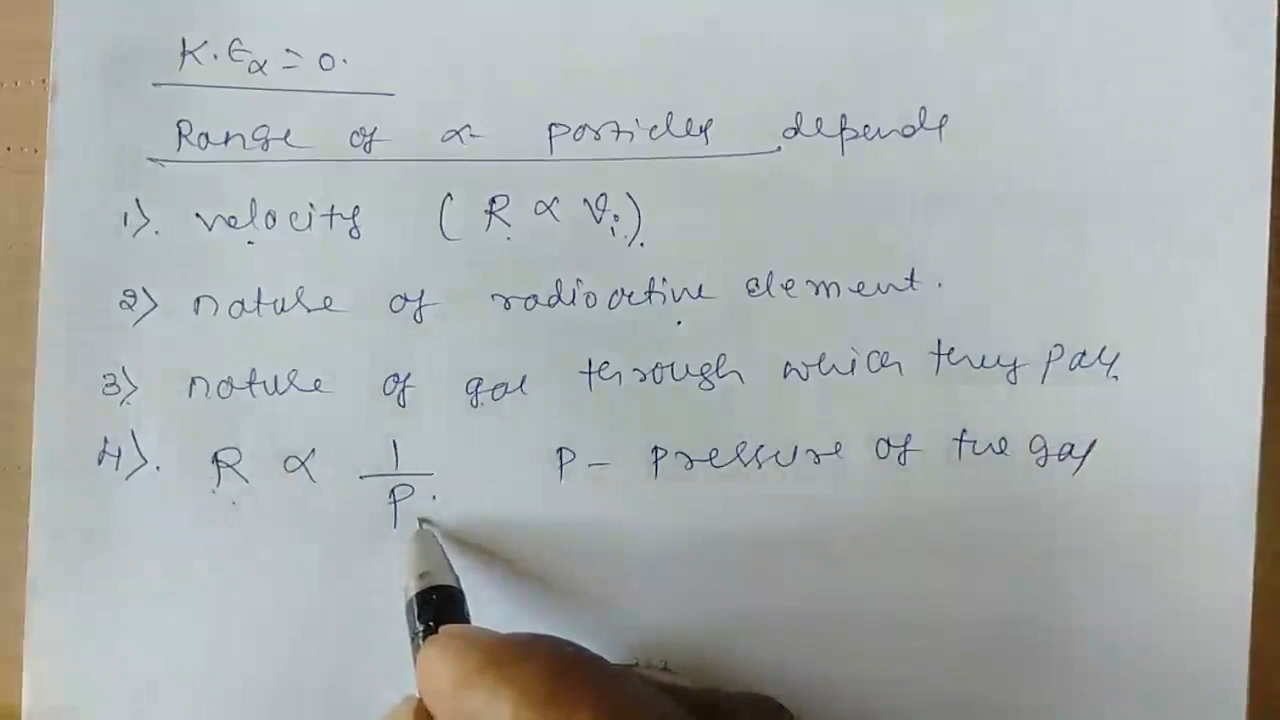 K.Eα = 0.
Range of α- particles depends
1). velocity ( R ∝ vi).
2) nature of radioactive element.
3) nature of gas through which they pass.
4). R ∝ 1/P. P - pressure of the gas